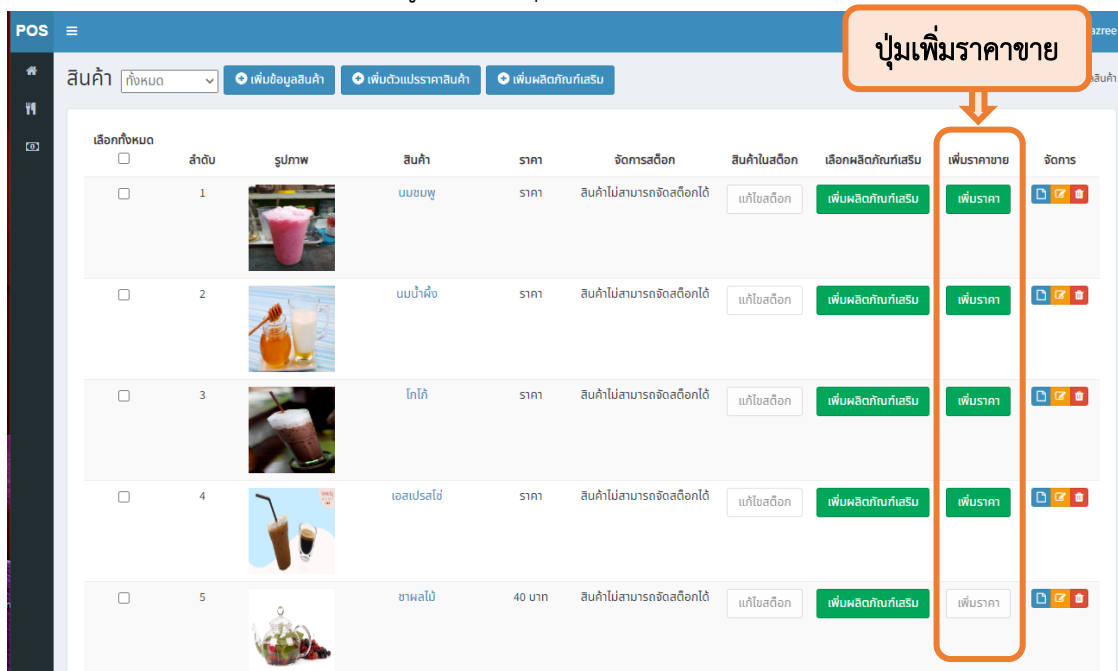 POS
ปุ่มเพิ่มราคาขาย
azree
สินค้า ทั้งหมด เพิ่มข้อมูลสินค้า เพิ่มตัวแปรราคาสินค้า เพิ่มผลิตภัณฑ์เสริม
สินค้า
เลือกทั้งหมด
ลำดับ รูปภาพ สินค้า ราคา จัดการสต็อก สินค้าในสต็อก เลือกผลิตภัณฑ์เสริม เพิ่มราคาขาย จัดการ
1 นมชมพู ราคา สินค้าไม่สามารถจัดสต็อกได้ แก้ไขสต็อก เพิ่มผลิตภัณฑ์เสริม เพิ่มราคา
2 นมน้ำผึ้ง ราคา สินค้าไม่สามารถจัดสต็อกได้ แก้ไขสต็อก เพิ่มผลิตภัณฑ์เสริม เพิ่มราคา
3 โกโก้ ราคา สินค้าไม่สามารถจัดสต็อกได้ แก้ไขสต็อก เพิ่มผลิตภัณฑ์เสริม เพิ่มราคา
4 เอสเปรสโซ่ ราคา สินค้าไม่สามารถจัดสต็อกได้ แก้ไขสต็อก เพิ่มผลิตภัณฑ์เสริม เพิ่มราคา
5 ชาผลไม้ 40 บาท สินค้าไม่สามารถจัดสต็อกได้ แก้ไขสต็อก เพิ่มผลิตภัณฑ์เสริม เพิ่มราคา